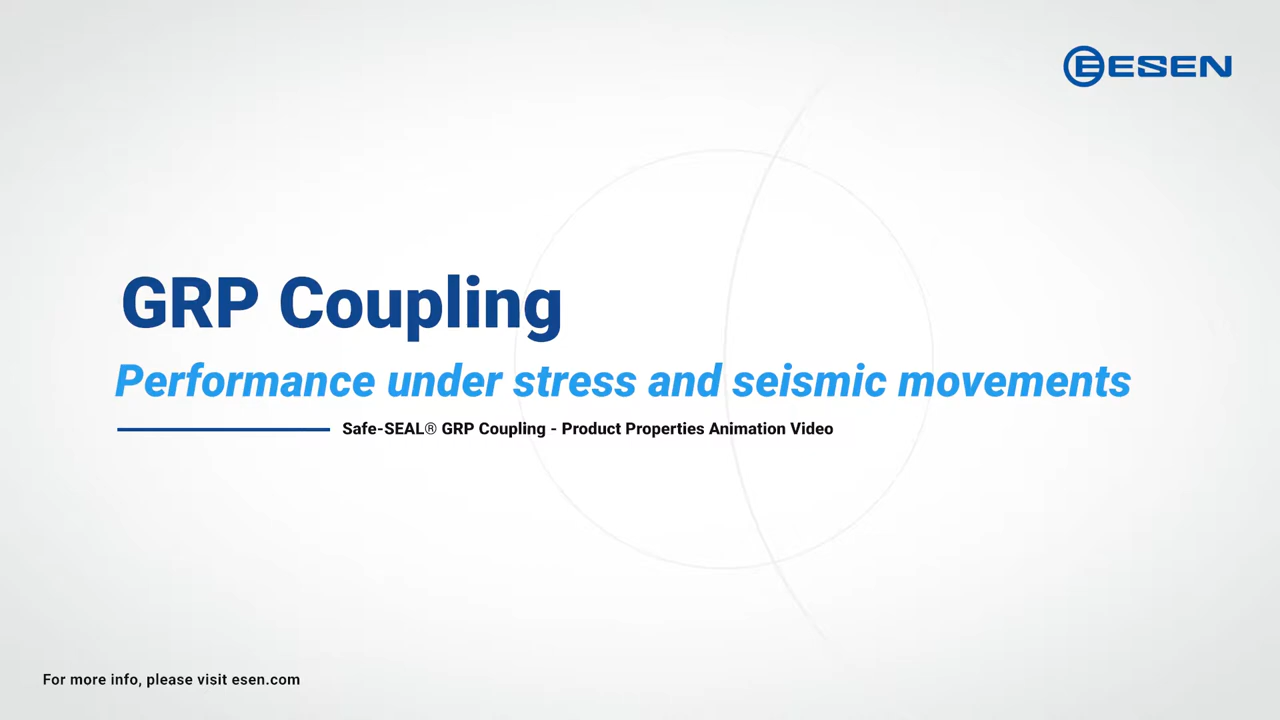 ESEN
GRP Coupling
Performance under stress and seismic movements
Safe-SEAL® GRP Coupling - Product Properties Animation Video
For more info, please visit esen.com